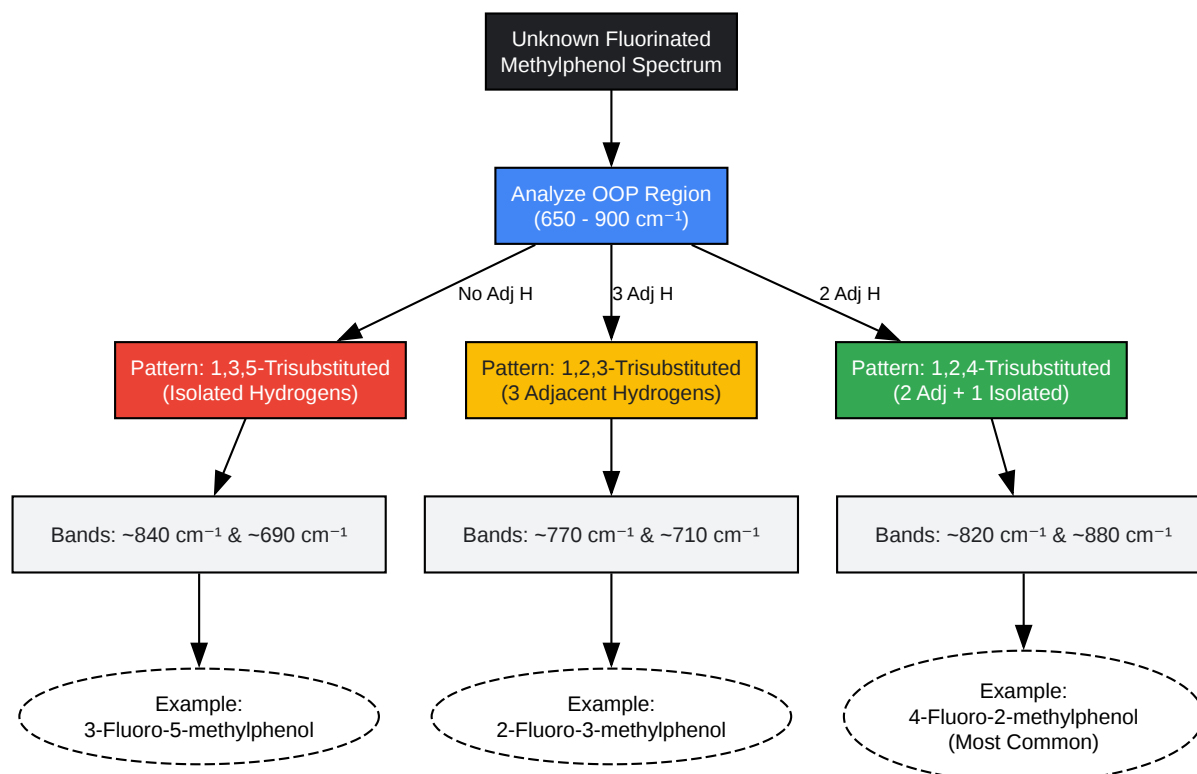 Unknown Fluorinated
Methylphenol Spectrum
Analyze OOP Region
(650 - 900 cm⁻¹)
No Adj H
3 Adj H
2 Adj H
Pattern: 1,3,5-Trisubstituted
(Isolated Hydrogens)
Pattern: 1,2,3-Trisubstituted
(3 Adjacent Hydrogens)
Pattern: 1,2,4-Trisubstituted
(2 Adj + 1 Isolated)
Bands: ~840 cm⁻¹ & ~690 cm⁻¹
Bands: ~770 cm⁻¹ & ~710 cm⁻¹
Bands: ~820 cm⁻¹ & ~880 cm⁻¹
Example:
3-Fluoro-5-methylphenol
Example:
2-Fluoro-3-methylphenol
Example:
4-Fluoro-2-methylphenol
(Most Common)